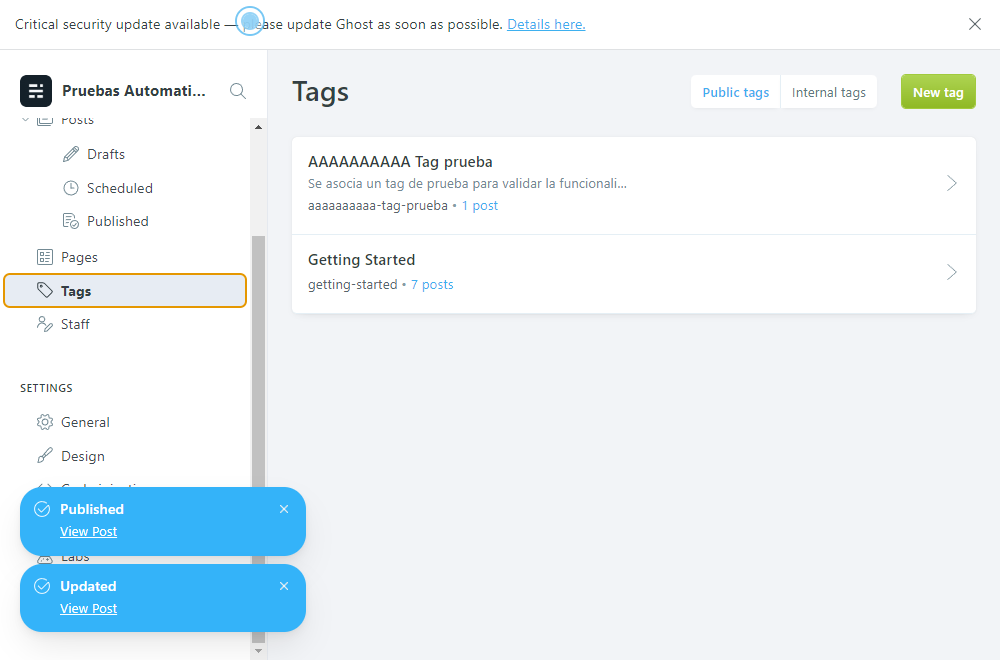 Critical security update available — please update Ghost as soon as possible. Details here.
Pruebas Automati...
Posts
Drafts
Scheduled
Published
Pages
Tags
Staff
SETTINGS
General
Design
Labs
Published
View Post
Updated
View Post
Tags
Public tags
Internal tags
New tag
AAAAAAAAAA Tag prueba
Se asocia un tag de prueba para validar la funcionali...
aaaaaaaaaa-tag-prueba • 1 post
Getting Started
getting-started • 7 posts